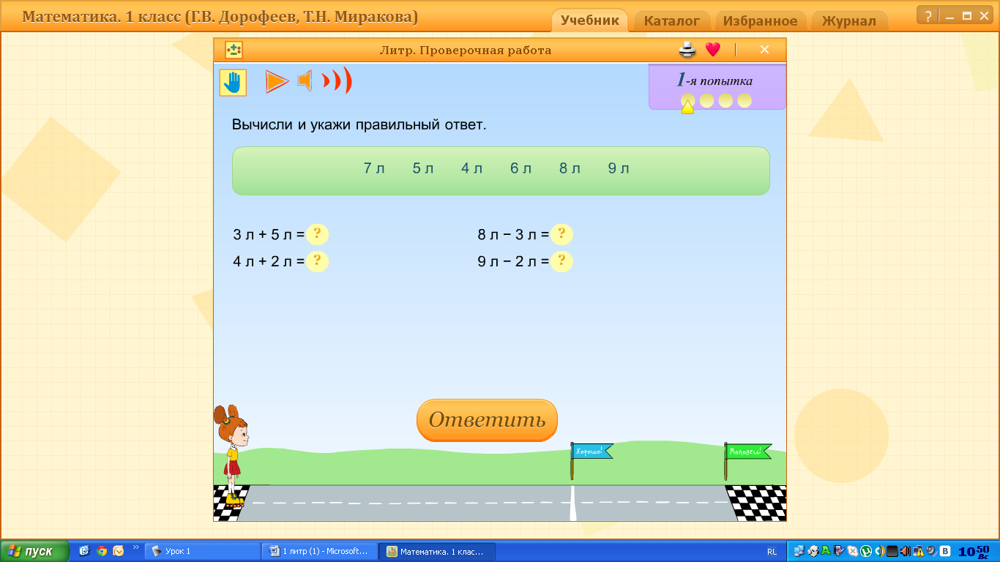 Математика. 1 класс (Г.В. Дорофеев, Т.Н. Миракова)
Учебник Каталог Избранное Журнал ?
Литр. Проверочная работа
1-я попытка
Вычисли и укажи правильный ответ.
7 л 5 л 4 л 6 л 8 л 9 л
3 л + 5 л = ? 8 л − 3 л = ?
4 л + 2 л = ? 9 л − 2 л = ?
Ответить
Хорошо! Молодец!
пуск » Урок 1 1 литр (1) - Microsoft... Математика. 1 клас... RL B 10 50 Вс